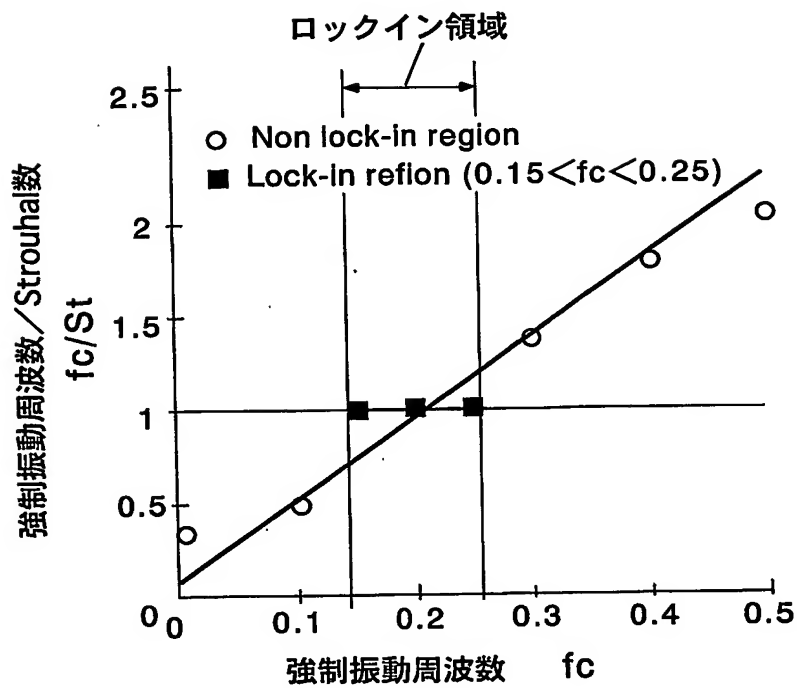 ロックイン領域
2.5
Non lock-in region
Lock-in refion (0.15<fc<0.25)
2
1.5
1
0.5
0
強制振動周波数/Strouhal数
fc/St
0 0.1 0.2 0.3 0.4 0.5
強制振動周波数 fc